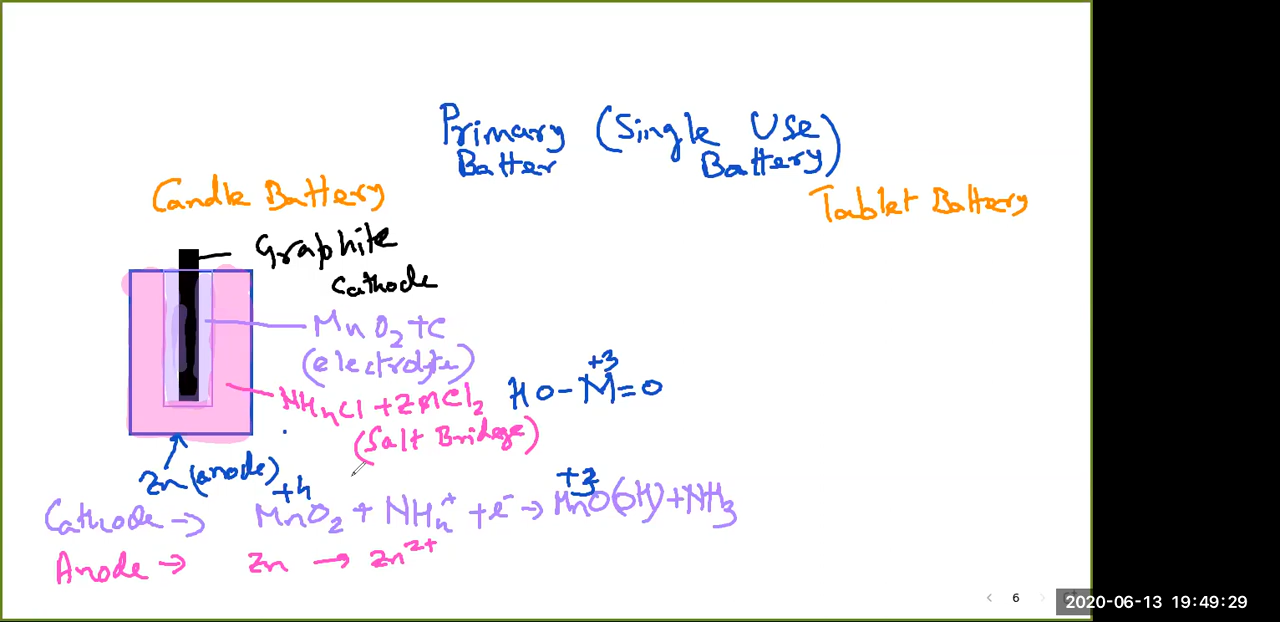 Primary (Single Use
Batter Battery)
Candle Battery
Tablet Battery
Graphite
Cathode
MnO2 + C
(electrolyte)
NH4Cl + ZnCl2
(Salt Bridge)
+3
HO-M=O
Zn (anode)
+4 +3
Cathode → MnO2 + NH4+ + e- → MnO(OH) + NH3
Anode → Zn → Zn2+
6
2020-06-13 19:49:29